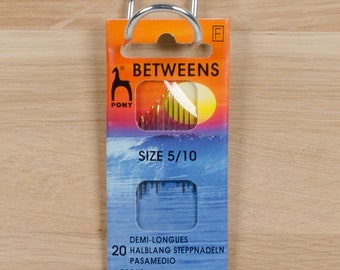 F
BETWEENS
PONY
SIZE 5/10
DEMI-LONGUES
20 HALBLANG STEPPNADELN
PASAMEDIO